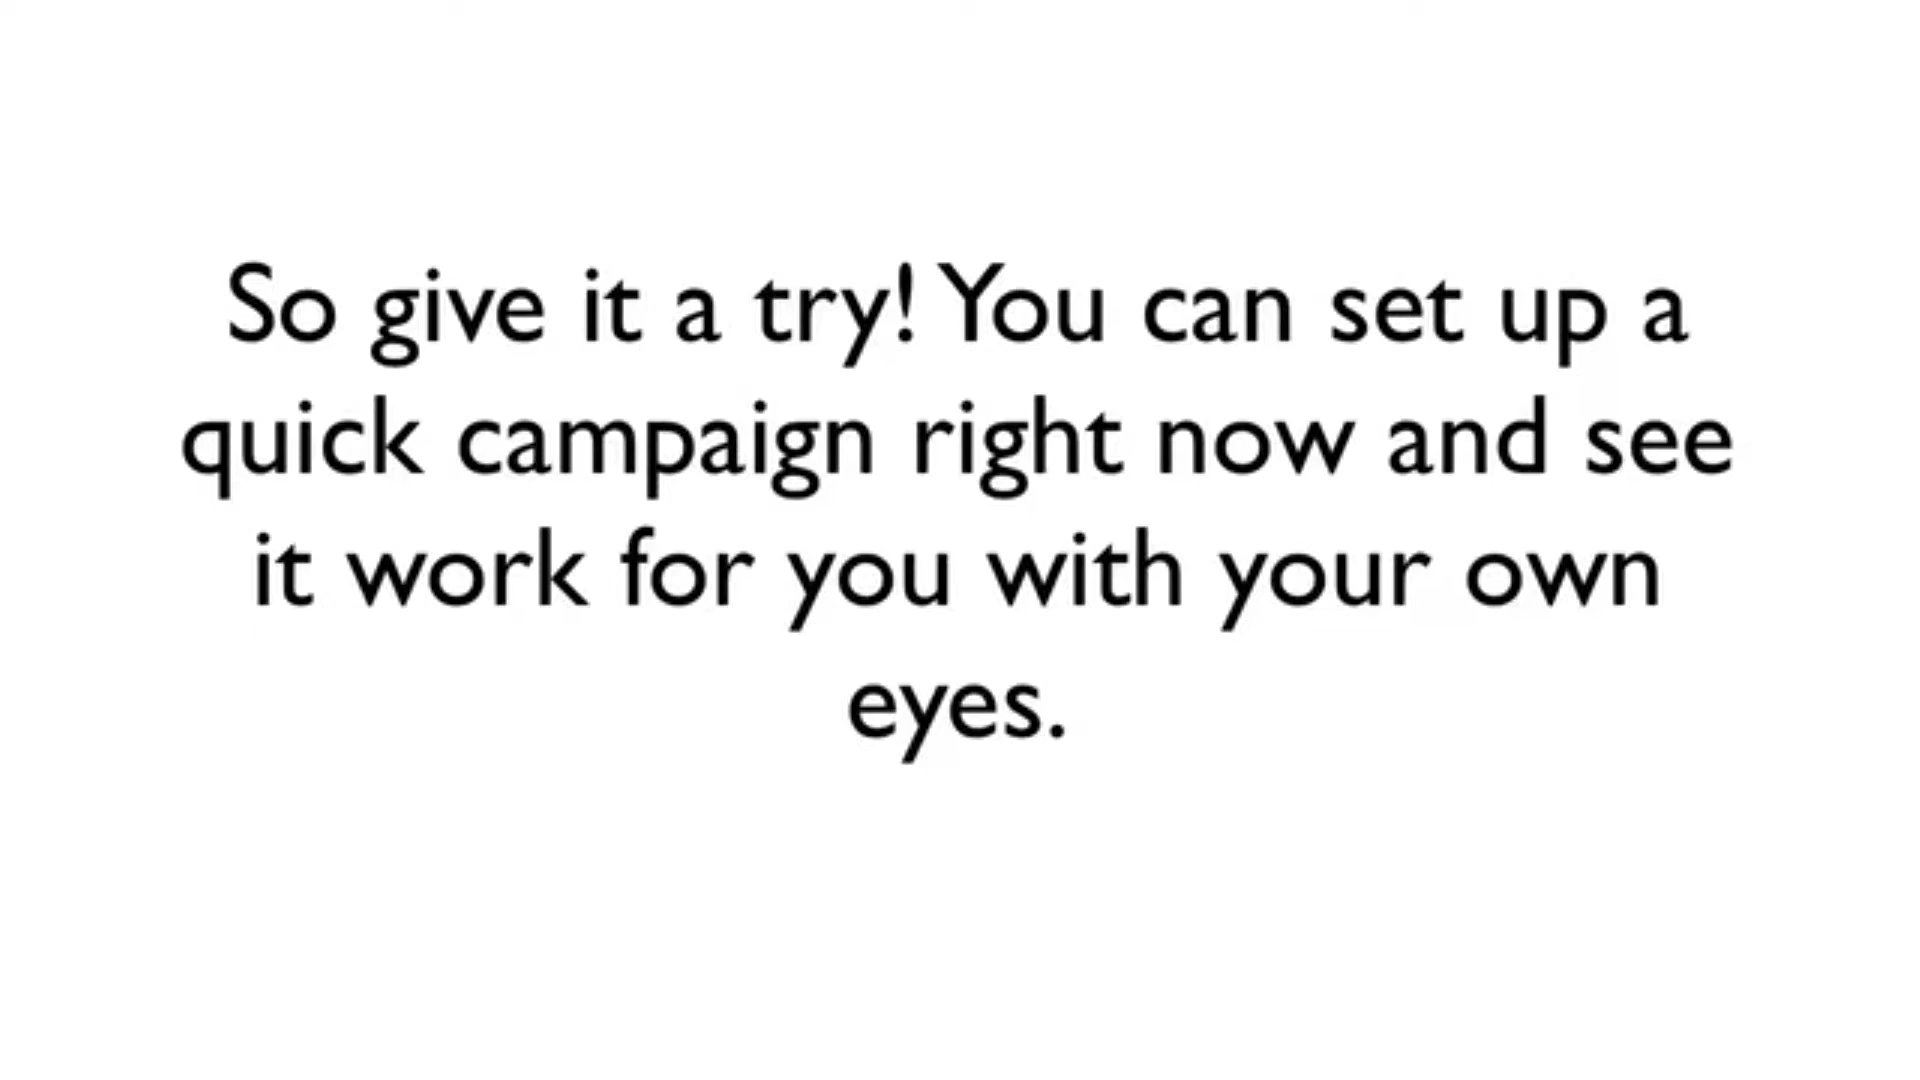 So give it a try! You can set up a
quick campaign right now and see
it work for you with your own
eyes.